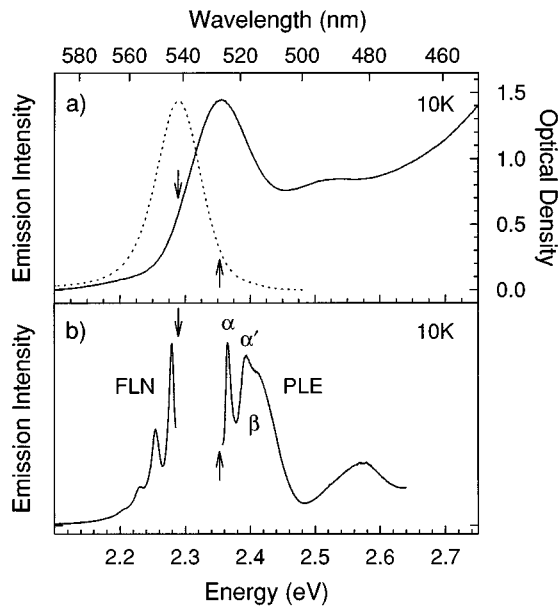 Wavelength (nm)
580 560 540 520 500 480 460
a)
10K
Emission Intensity
Optical Density
1.5
1.0
0.5
0.0
b)
10K
α
α′
β
FLN
PLE
Emission Intensity
2.2 2.3 2.4 2.5 2.6 2.7
Energy (eV)